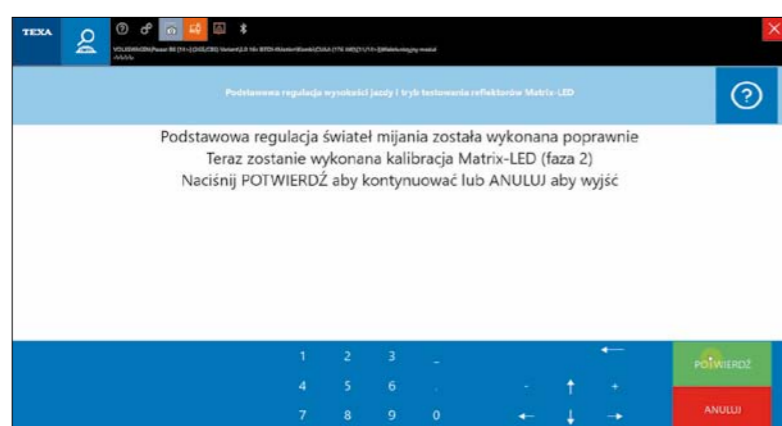 TEXA
Podstawowa regulacja wysokości jazdy i tryb testowania reflektorów Matrix-LED
Podstawowa regulacja świateł mijania została wykonana poprawnie
Teraz zostanie wykonana kalibracja Matrix-LED (faza 2)
Naciśnij POTWIERDŹ aby kontynuować lub ANULUJ aby wyjść
1 2 3 _
POTWIERDŹ
4 5 6 . - +
7 8 9 0
ANULUJ